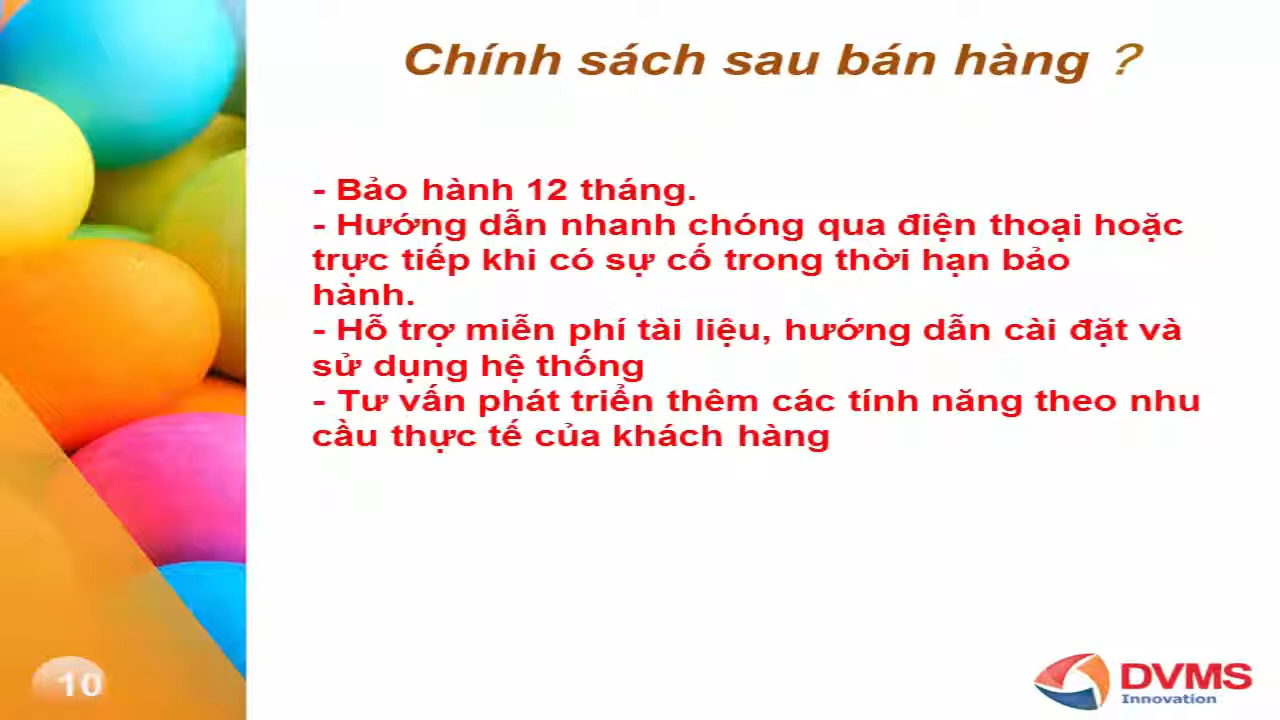 Chính sách sau bán hàng ?
- Bảo hành 12 tháng.
- Hướng dẫn nhanh chóng qua điện thoại hoặc
trực tiếp khi có sự cố trong thời hạn bảo
hành.
- Hỗ trợ miễn phí tài liệu, hướng dẫn cài đặt và
sử dụng hệ thống
- Tư vấn phát triển thêm các tính năng theo nhu
cầu thực tế của khách hàng
10
DVMS
Innovation